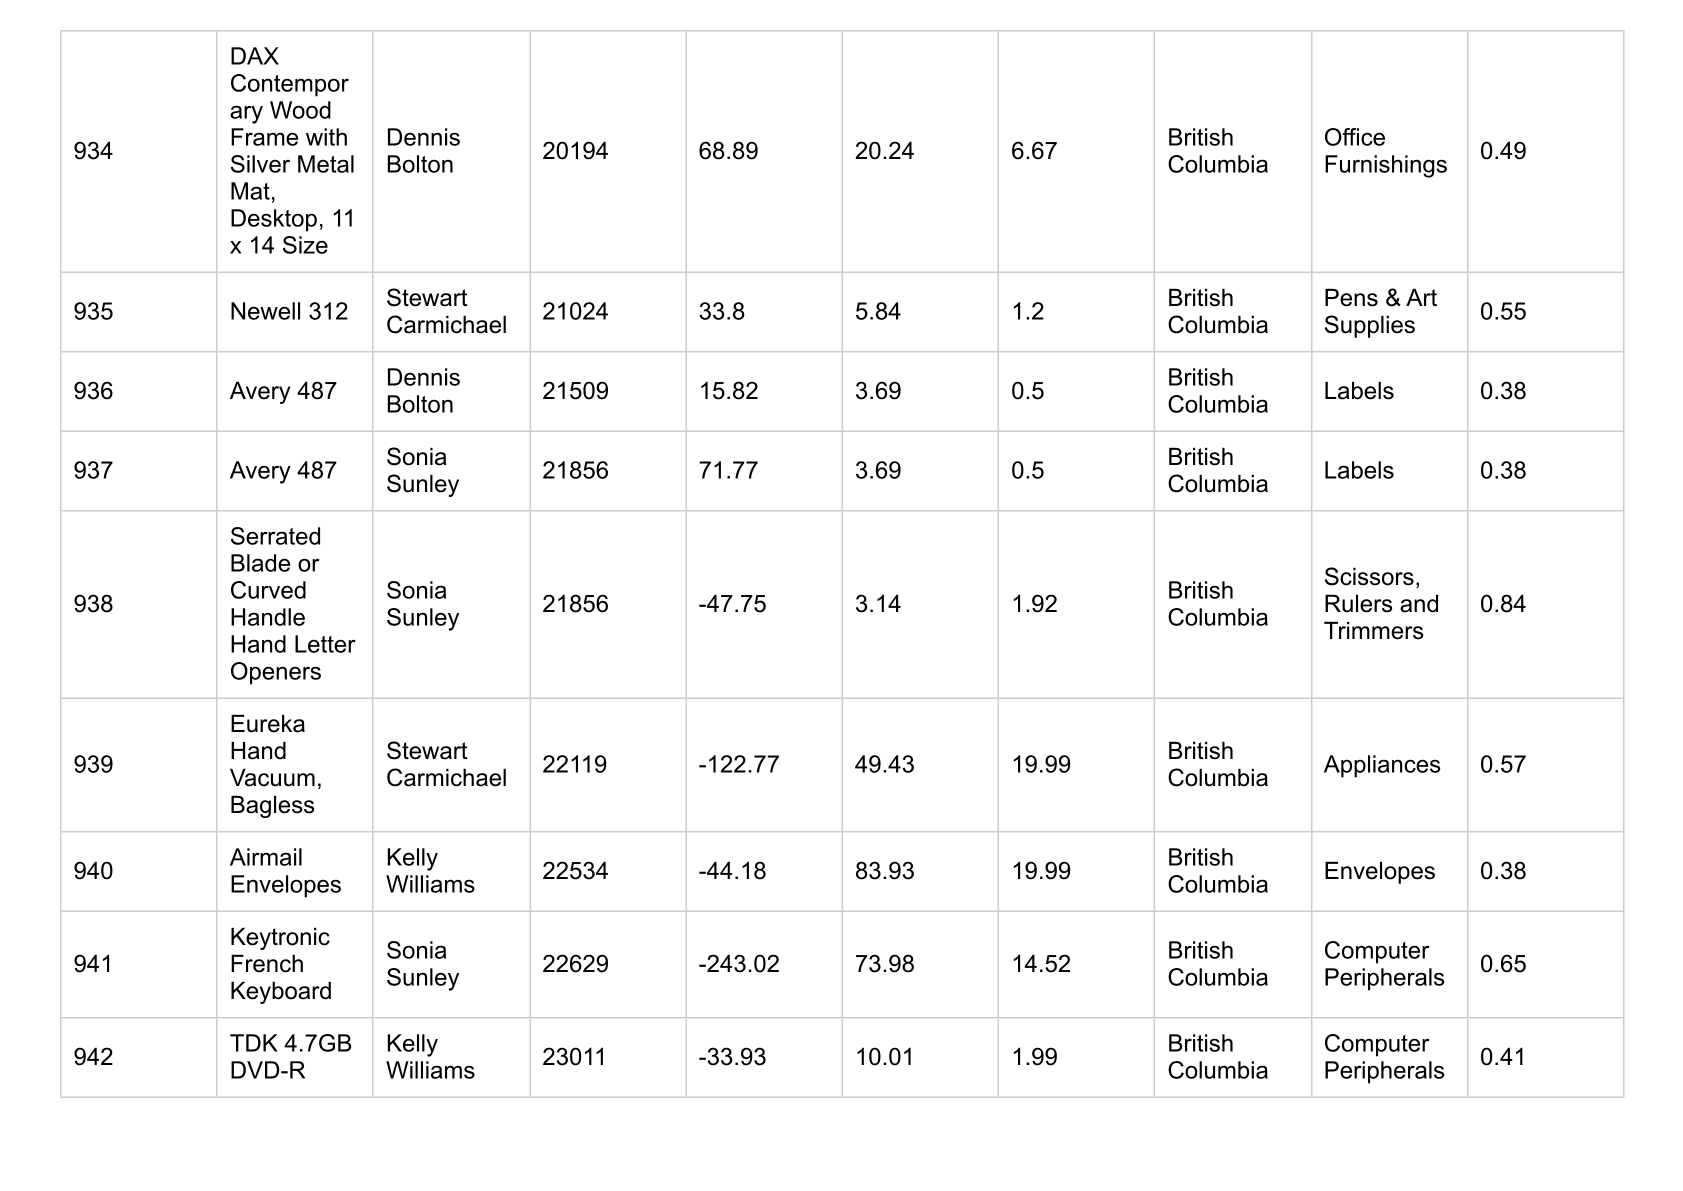 934
DAX
Contempor
ary Wood
Frame with
Silver Metal
Mat,
Desktop, 11
x 14 Size
Dennis
Bolton
20194
68.89
20.24
6.67
British
Columbia
Office
Furnishings
0.49
935
Newell 312
Stewart
Carmichael
21024
33.8
5.84
1.2
British
Columbia
Pens & Art
Supplies
0.55
936
Avery 487
Dennis
Bolton
21509
15.82
3.69
0.5
British
Columbia
Labels
0.38
937
Avery 487
Sonia
Sunley
21856
71.77
3.69
0.5
British
Columbia
Labels
0.38
938
Serrated
Blade or
Curved
Handle
Hand Letter
Openers
Sonia
Sunley
21856
-47.75
3.14
1.92
British
Columbia
Scissors,
Rulers and
Trimmers
0.84
939
Eureka
Hand
Vacuum,
Bagless
Stewart
Carmichael
22119
-122.77
49.43
19.99
British
Columbia
Appliances
0.57
940
Airmail
Envelopes
Kelly
Williams
22534
-44.18
83.93
19.99
British
Columbia
Envelopes
0.38
941
Keytronic
French
Keyboard
Sonia
Sunley
22629
-243.02
73.98
14.52
British
Columbia
Computer
Peripherals
0.65
942
TDK 4.7GB
DVD-R
Kelly
Williams
23011
-33.93
10.01
1.99
British
Columbia
Computer
Peripherals
0.41